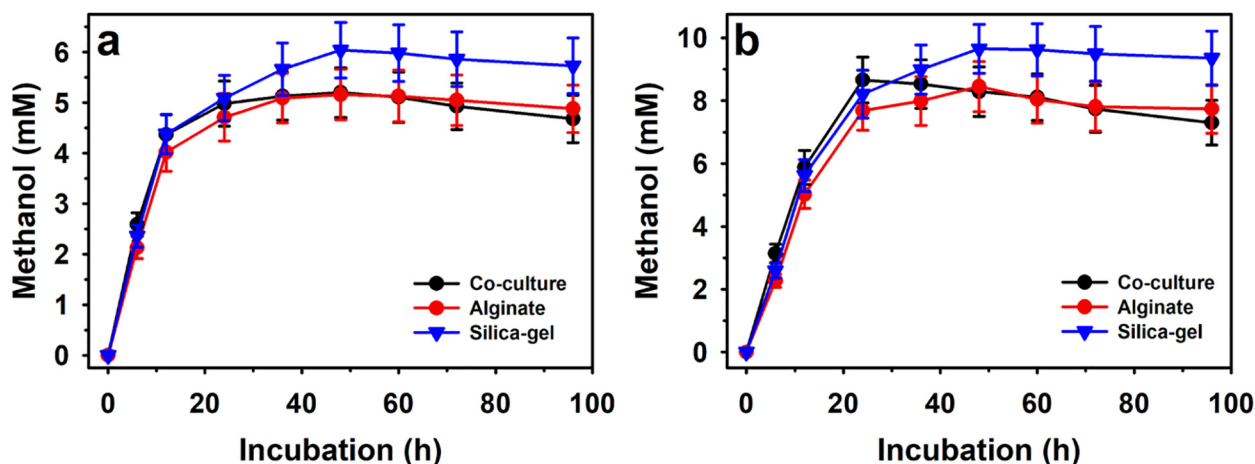 a
Methanol (mM)
6
5
4
3
2
1
0
Co-culture
Alginate
Silica-gel
0 20 40 60 80 100
Incubation (h)
b
Methanol (mM)
10
8
6
4
2
0
Co-culture
Alginate
Silica-gel
0 20 40 60 80 100
Incubation (h)